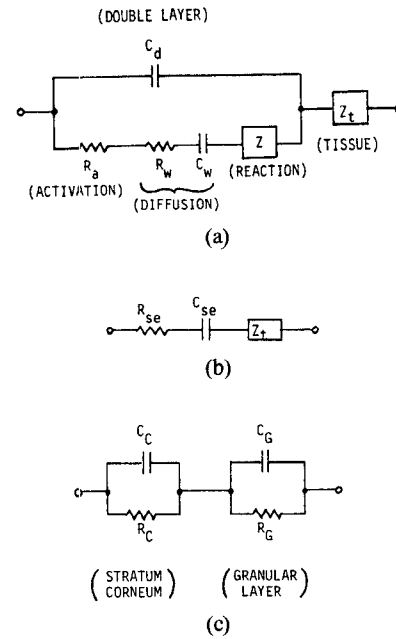 (DOUBLE LAYER)
C_d
R_a R_w C_w Z Z_t
(ACTIVATION) (DIFFUSION) (REACTION) (TISSUE)
(a)
R_se C_se Z_t
(b)
C_C C_G
R_C R_G
(STRATUM CORNEUM) (GRANULAR LAYER)
(c)